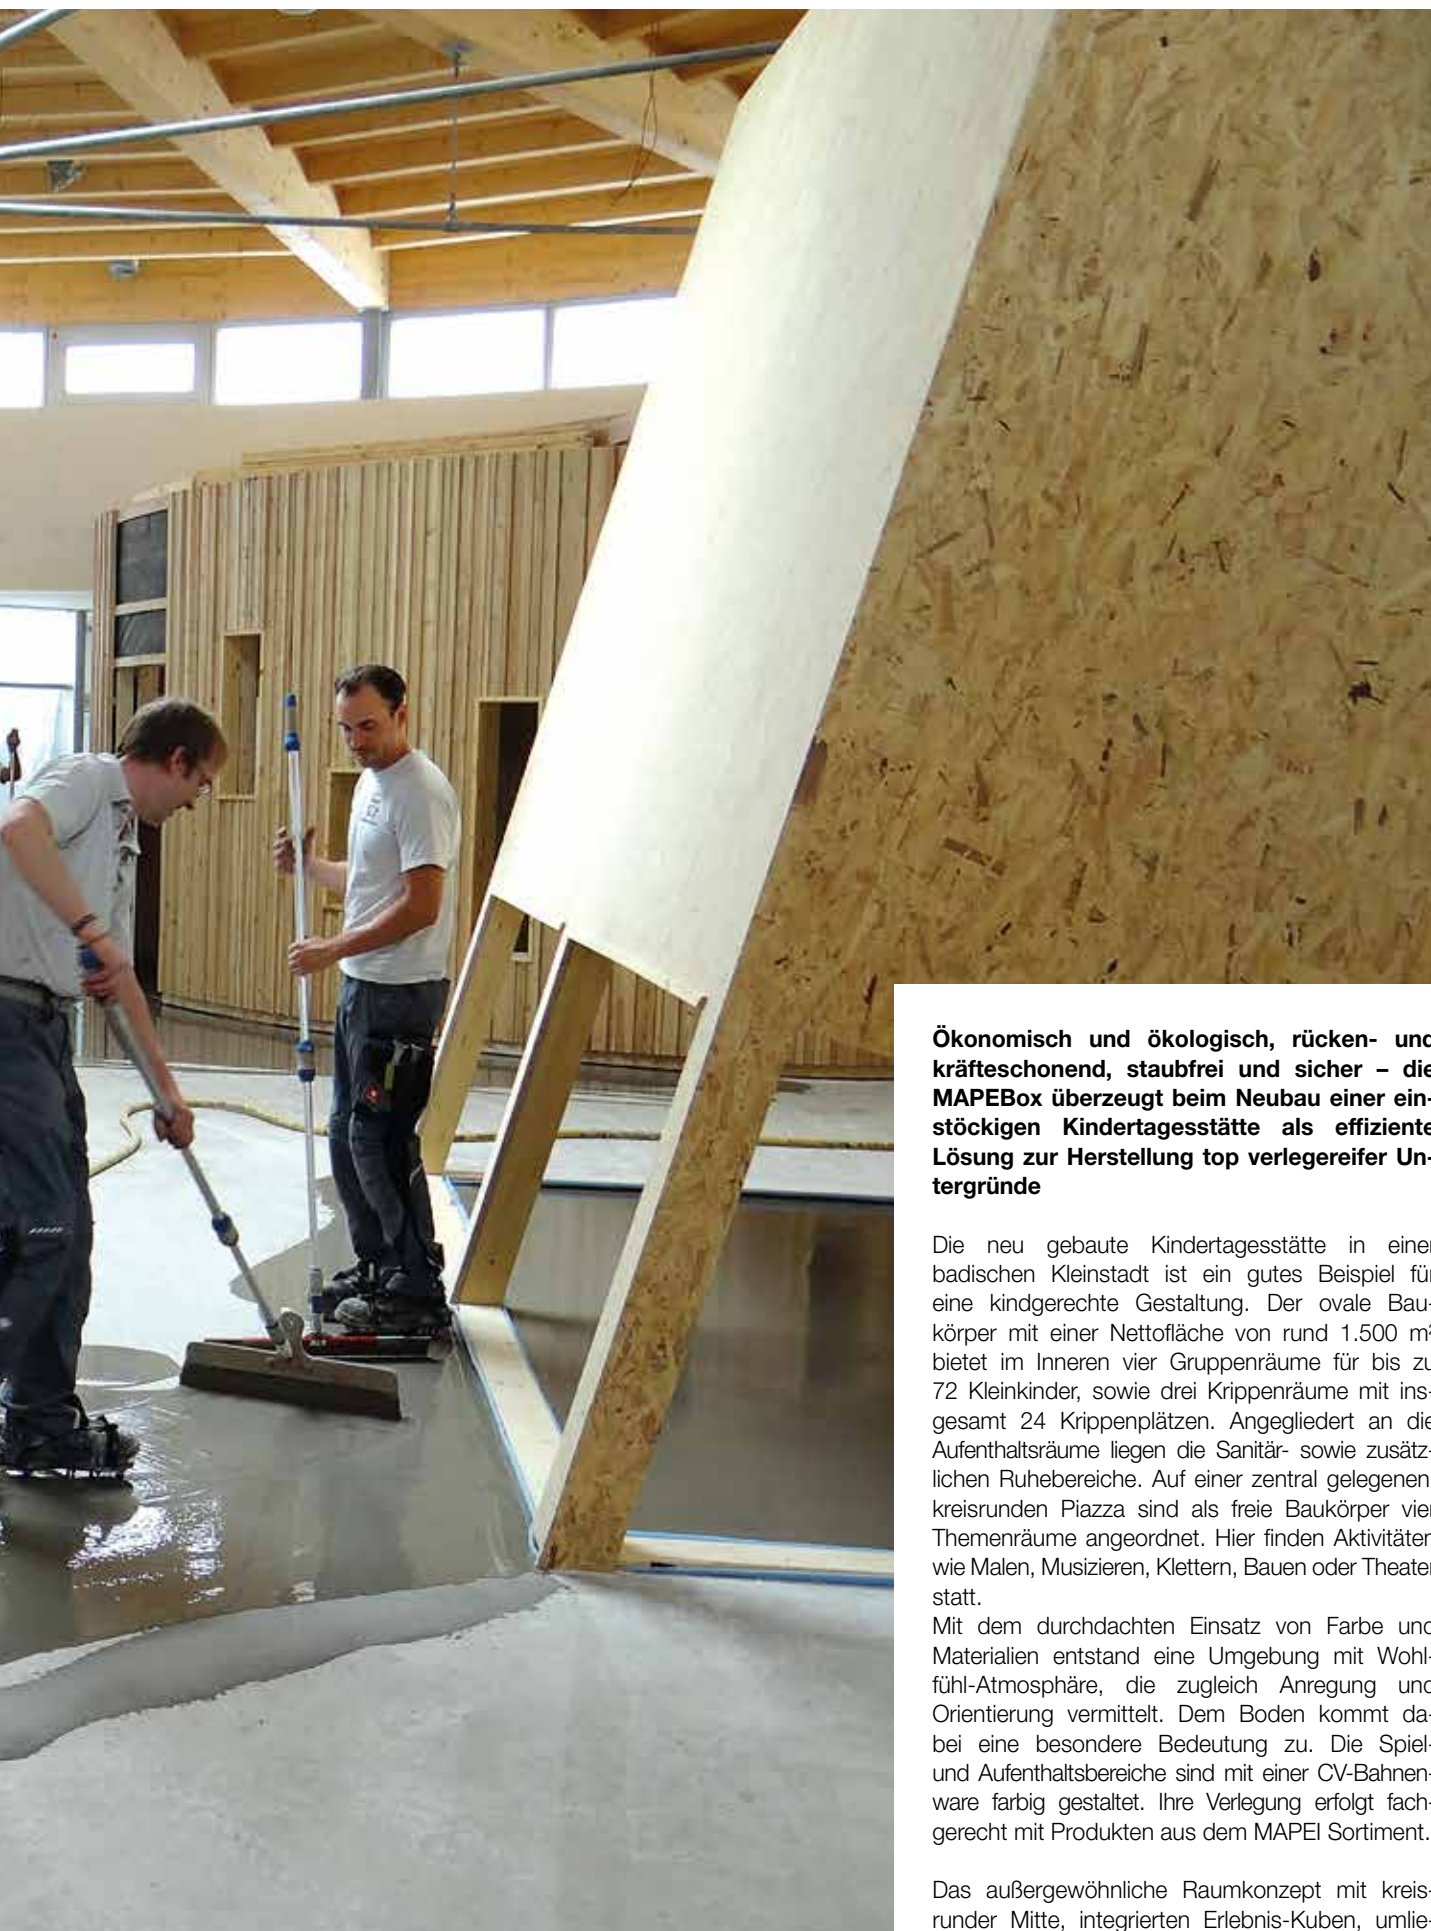 Ökonomisch und ökologisch, rücken- und
kräfteschonend, staubfrei und sicher – die
MAPEBox überzeugt beim Neubau einer ein-
stöckigen Kindertagesstätte als effiziente
Lösung zur Herstellung top verlegereifer Un-
tergründe
Die neu gebaute Kindertagesstätte in einer
badischen Kleinstadt ist ein gutes Beispiel für
eine kindgerechte Gestaltung. Der ovale Bau-
körper mit einer Nettofläche von rund 1.500 m²
bietet im Inneren vier Gruppenräume für bis zu
72 Kleinkinder, sowie drei Krippenräume mit ins-
gesamt 24 Krippenplätzen. Angegliedert an die
Aufenthaltsräume liegen die Sanitär- sowie zusätz-
lichen Ruhebereiche. Auf einer zentral gelegenen,
kreisrunden Piazza sind als freie Baukörper vier
Themenräume angeordnet. Hier finden Aktivitäten
wie Malen, Musizieren, Klettern, Bauen oder Theater
statt.
Mit dem durchdachten Einsatz von Farbe und
Materialien entstand eine Umgebung mit Wohl-
fühl-Atmosphäre, die zugleich Anregung und
Orientierung vermittelt. Dem Boden kommt da-
bei eine besondere Bedeutung zu. Die Spiel-
und Aufenthaltsbereiche sind mit einer CV-Bahnen-
ware farbig gestaltet. Ihre Verlegung erfolgt fach-
gerecht mit Produkten aus dem MAPEI Sortiment.
Das außergewöhnliche Raumkonzept mit kreis-
runder Mitte, integrierten Erlebnis-Kuben, umlie-